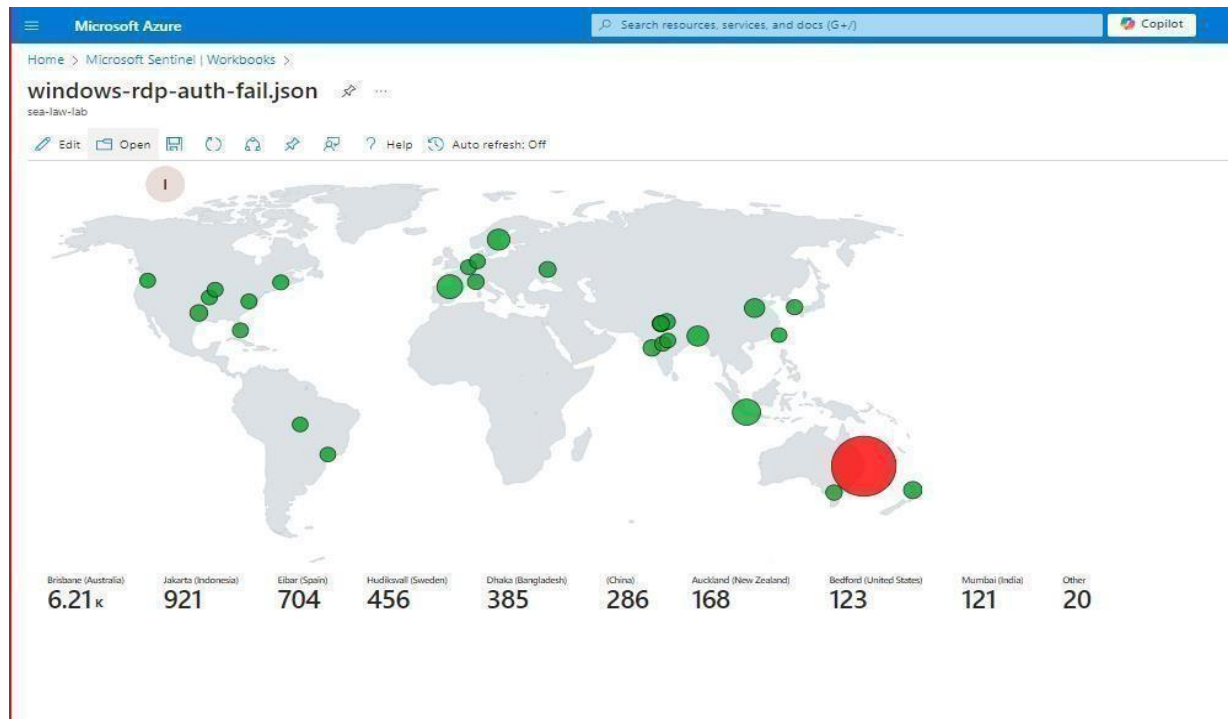 Microsoft Azure
Search resources, services, and docs (G+/)
Copilot
Home > Microsoft Sentinel | Workbooks >
windows-rdp-auth-fail.json ...
sea-law-lab
Edit Open ? Help Auto refresh: Off
I
Brisbane (Australia) Jakarta (Indonesia) Eibar (Spain) Hudiksvall (Sweden) Dhaka (Bangladesh) (China) Auckland (New Zealand) Bedford (United States) Mumbai (India) Other
6.21K 921 704 456 385 286 168 123 121 20